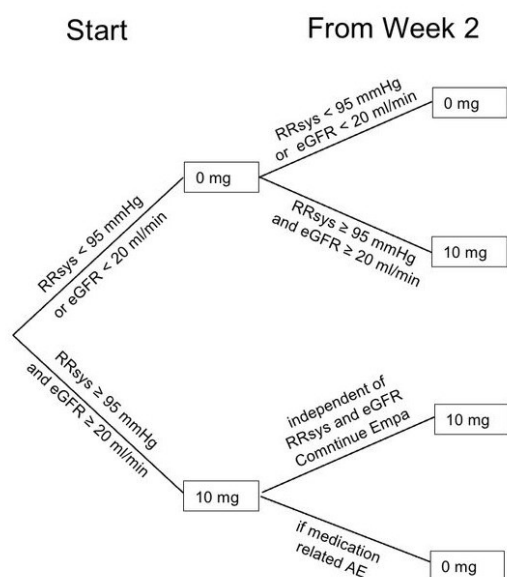 Start
From Week 2
RRsys < 95 mmHg
or eGFR < 20 ml/min
0 mg
RRsys < 95 mmHg
or eGFR < 20 ml/min
0 mg
RRsys ≥ 95 mmHg
and eGFR ≥ 20 ml/min
10 mg
RRsys ≥ 95 mmHg
and eGFR ≥ 20 ml/min
10 mg
independent of
RRsys and eGFR
Comntinue Empa
10 mg
if medication
related AE
0 mg